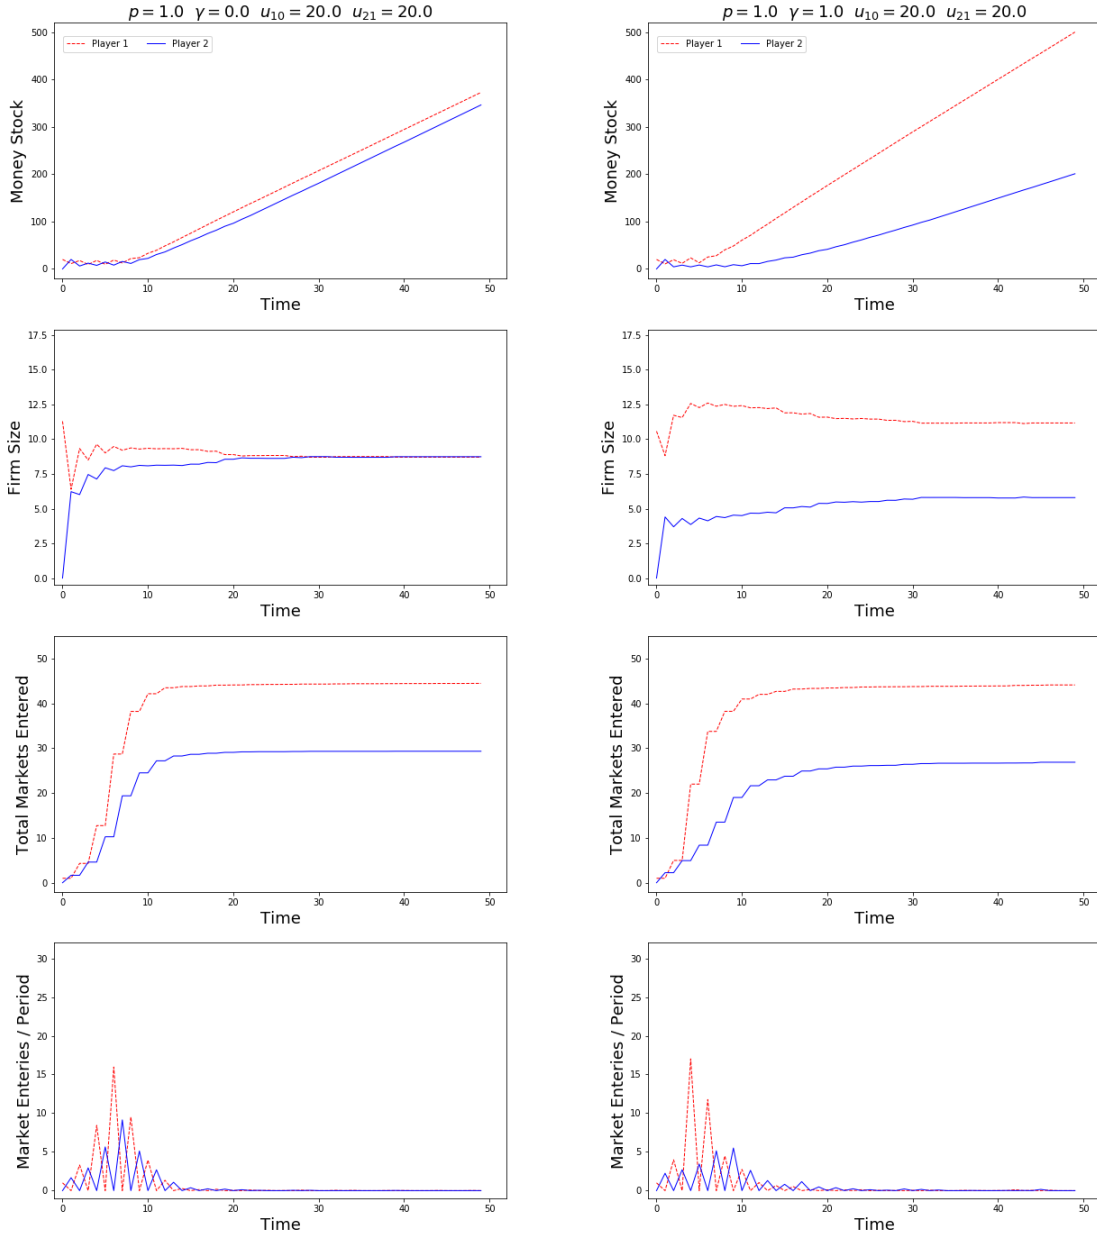 p = 1.0 γ = 0.0 u₁₀ = 20.0 u₂₁ = 20.0
Player 1 Player 2
500
400
300
200
100
0
Money Stock
0 10 20 30 40 50
Time
p = 1.0 γ = 1.0 u₁₀ = 20.0 u₂₁ = 20.0
Player 1 Player 2
500
400
300
200
100
0
Money Stock
0 10 20 30 40 50
Time
17.5
15.0
12.5
10.0
7.5
5.0
2.5
0.0
Firm Size
0 10 20 30 40 50
Time
17.5
15.0
12.5
10.0
7.5
5.0
2.5
0.0
Firm Size
0 10 20 30 40 50
Time
50
40
30
20
10
0
Total Markets Entered
0 10 20 30 40 50
Time
50
40
30
20
10
0
Total Markets Entered
0 10 20 30 40 50
Time
30
25
20
15
10
5
0
Market Enteries / Period
0 10 20 30 40 50
Time
30
25
20
15
10
5
0
Market Enteries / Period
0 10 20 30 40 50
Time